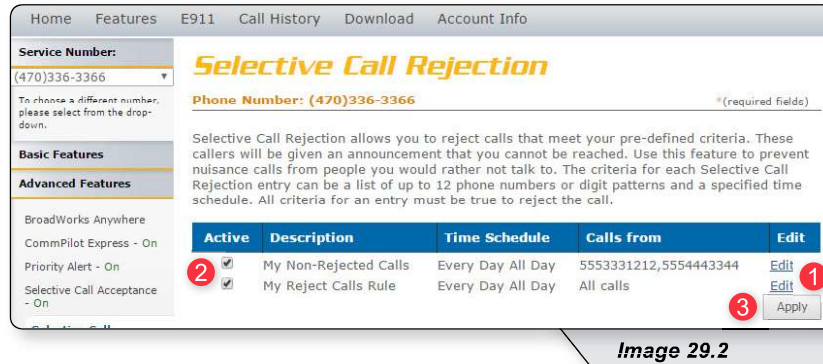 Home Features E911 Call History Download Account Info
Service Number:
(470)336-3366
To choose a different number,
please select from the drop-
down.
Basic Features
Advanced Features
BroadWorks Anywhere
CommPilot Express - On
Priority Alert - On
Selective Call Acceptance
- On
Selective Call Rejection
Phone Number: (470)336-3366 *(required fields)
Selective Call Rejection allows you to reject calls that meet your pre-defined criteria. These
callers will be given an announcement that you cannot be reached. Use this feature to prevent
nuisance calls from people you would rather not talk to. The criteria for each Selective Call
Rejection entry can be a list of up to 12 phone numbers or digit patterns and a specified time
schedule. All criteria for an entry must be true to reject the call.
Active Description Time Schedule Calls from Edit
2 My Non-Rejected Calls Every Day All Day 5553331212,5554443344 Edit 1
My Reject Calls Rule Every Day All Day All calls Edit
3 Apply
Image 29.2